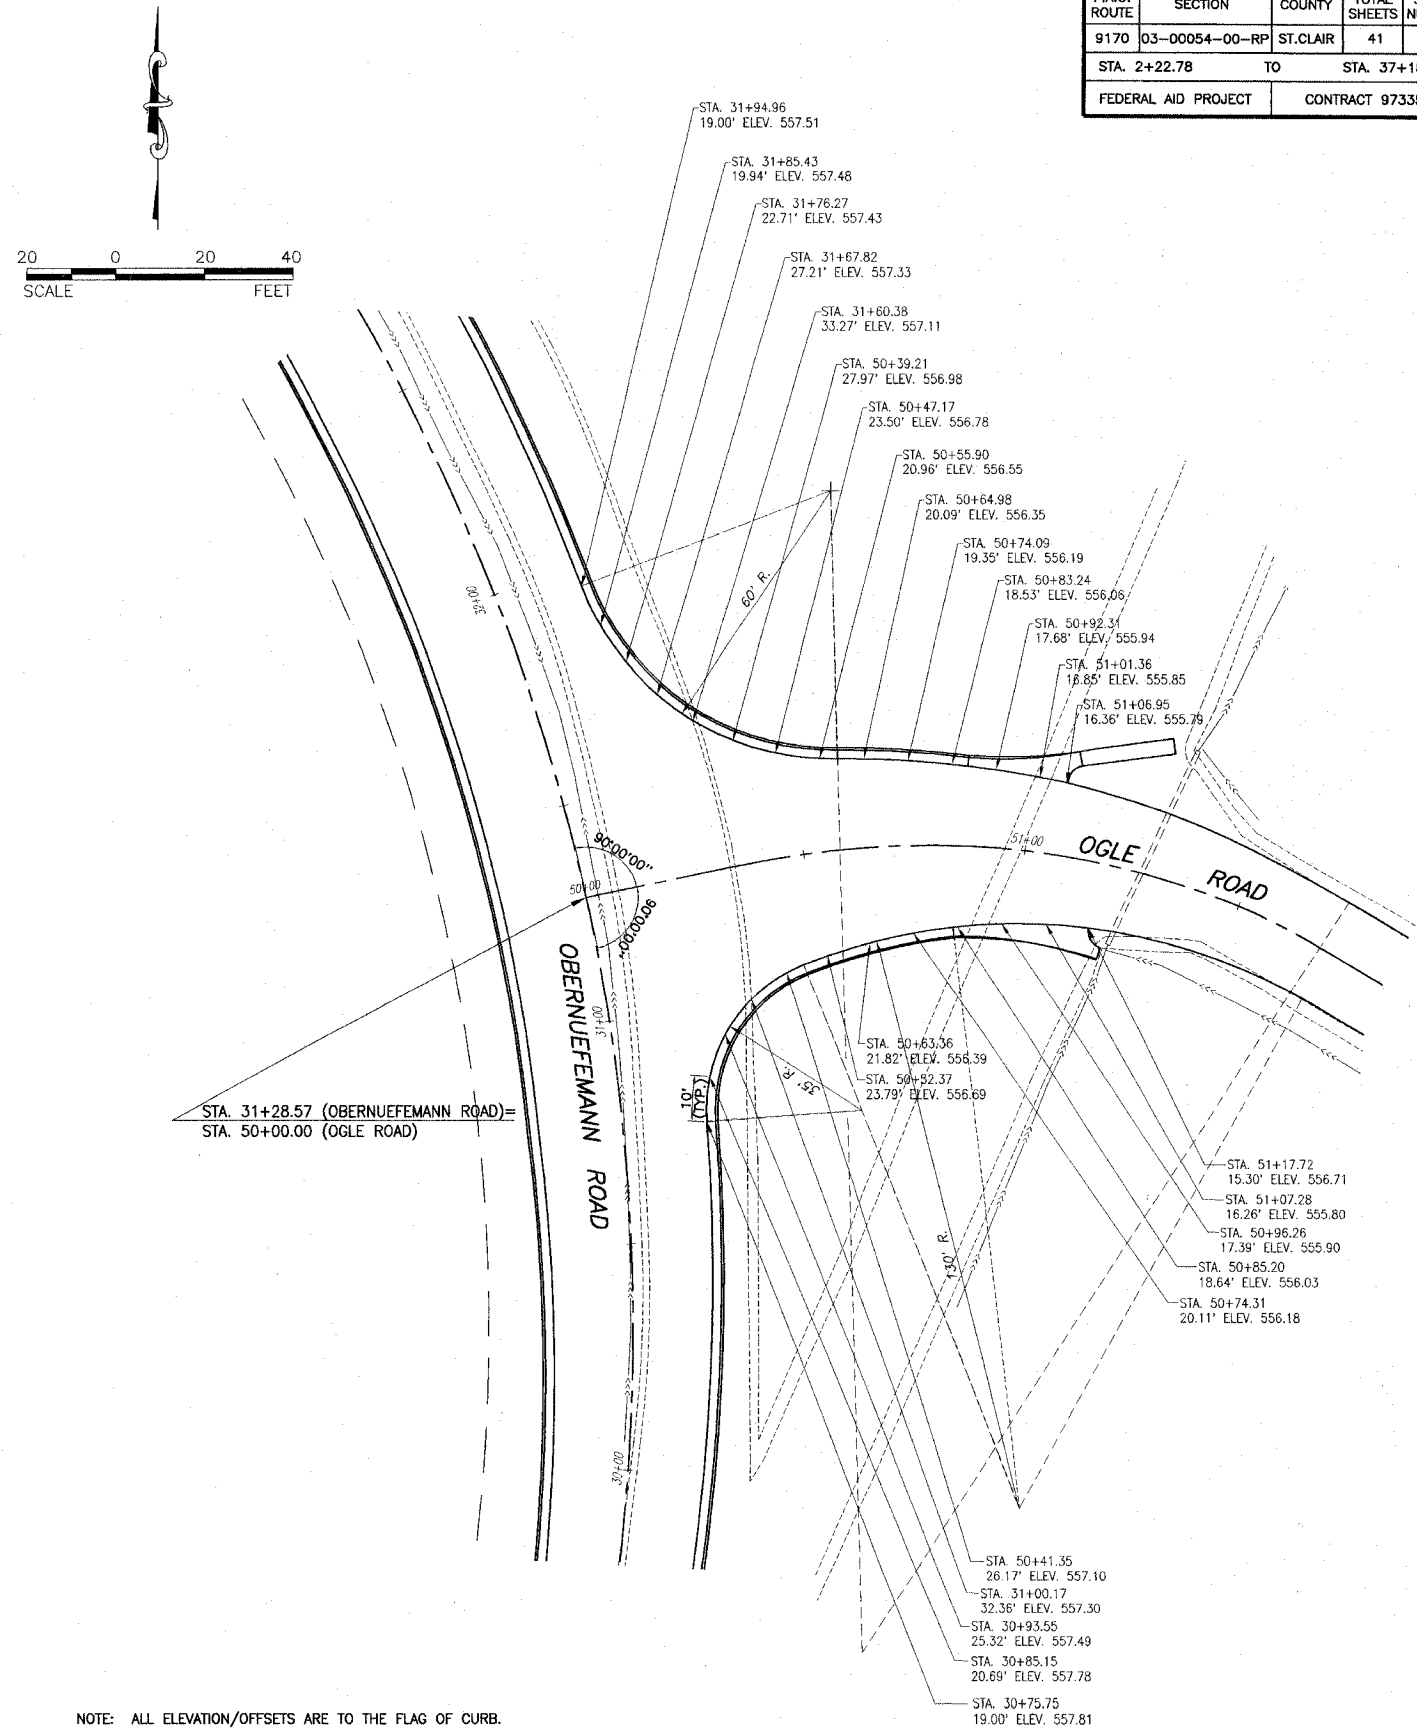 ROUTE
SECTION
COUNTY
TOTAL
SHEETS
9170
03-00054-00-RP
ST.CLAIR
41
STA. 2+22.78 TO STA. 37+1
FEDERAL AID PROJECT
CONTRACT 9733
20 0 20 40
SCALE FEET
STA. 31+94.96
19.00' ELEV. 557.51
STA. 31+85.43
19.94' ELEV. 557.48
STA. 31+76.27
22.71' ELEV. 557.43
STA. 31+67.82
27.21' ELEV. 557.33
STA. 31+60.38
33.27' ELEV. 557.11
STA. 50+39.21
27.97' ELEV. 556.98
STA. 50+47.17
23.50' ELEV. 556.78
STA. 50+55.90
20.96' ELEV. 556.55
STA. 50+64.98
20.09' ELEV. 556.35
STA. 50+74.09
19.35' ELEV. 556.19
STA. 50+83.24
18.53' ELEV. 556.06
STA. 50+92.31
17.68' ELEV. 555.94
STA. 51+01.36
16.85' ELEV. 555.85
STA. 51+06.95
16.36' ELEV. 555.79
60' R.
32+00
90°00'00"
50+00
90°00'00"
51+00
OGLE
ROAD
OBERNUEFEMANN ROAD
31+00
STA. 50+63.36
21.82' ELEV. 556.39
STA. 50+52.37
23.79' ELEV. 556.69
35' R.
10'
(TYP.)
STA. 31+28.57 (OBERNUEFEMANN ROAD)=
STA. 50+00.00 (OGLE ROAD)
STA. 51+17.72
15.30' ELEV. 556.71
STA. 51+07.28
16.26' ELEV. 555.80
STA. 50+96.26
17.39' ELEV. 555.90
STA. 50+85.20
18.64' ELEV. 556.03
STA. 50+74.31
20.11' ELEV. 556.18
130' R.
30+00
STA. 50+41.35
26.17' ELEV. 557.10
STA. 31+00.17
32.36' ELEV. 557.30
STA. 30+93.55
25.32' ELEV. 557.49
STA. 30+85.15
20.69' ELEV. 557.78
STA. 30+75.75
19.00' ELEV. 557.81
NOTE: ALL ELEVATION/OFFSETS ARE TO THE FLAG OF CURB.